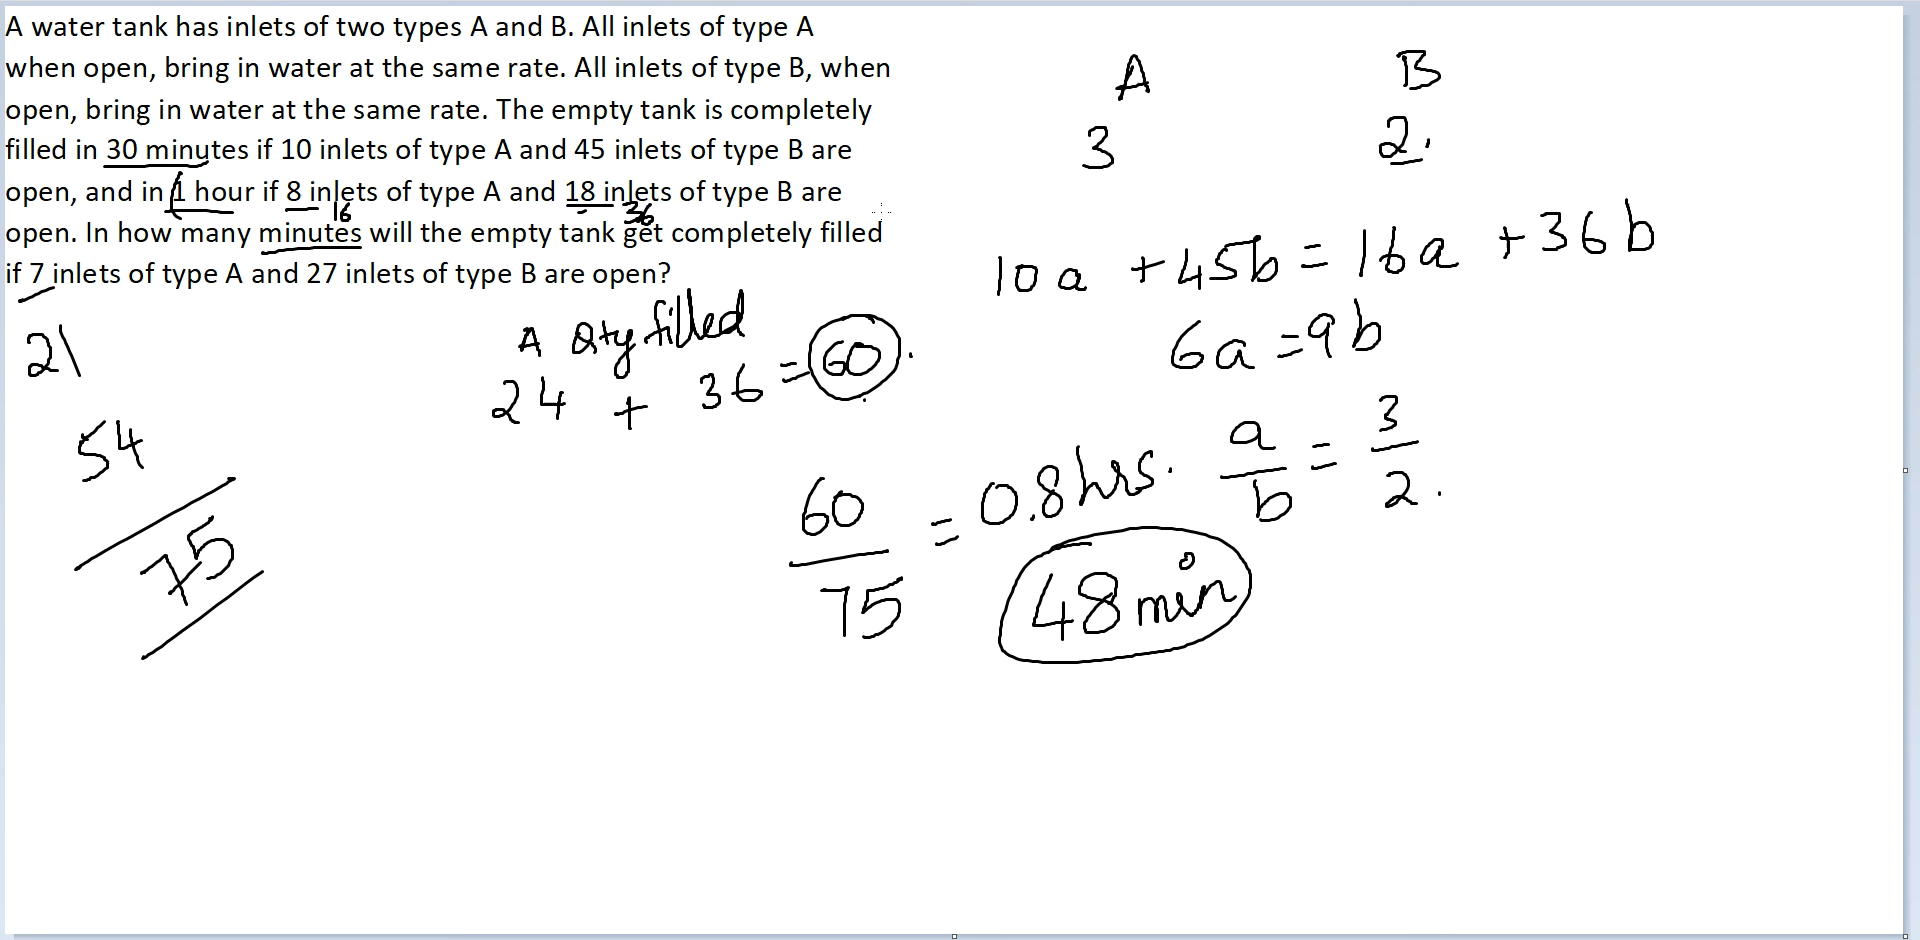 A water tank has inlets of two types A and B. All inlets of type A
when open, bring in water at the same rate. All inlets of type B, when
open, bring in water at the same rate. The empty tank is completely
filled in 30 minutes if 10 inlets of type A and 45 inlets of type B are
open, and in 1 hour if 8 inlets of type A and 18 inlets of type B are
16 36
open. In how many minutes will the empty tank get completely filled
if 7 inlets of type A and 27 inlets of type B are open?
A B
3 2.
10a + 45b = 16a + 36b
6a = 9b
a/b = 3/2.
21
54
75
A Qty filled
24 + 36 = 60.
60/75 = 0.8 hrs.
48 min